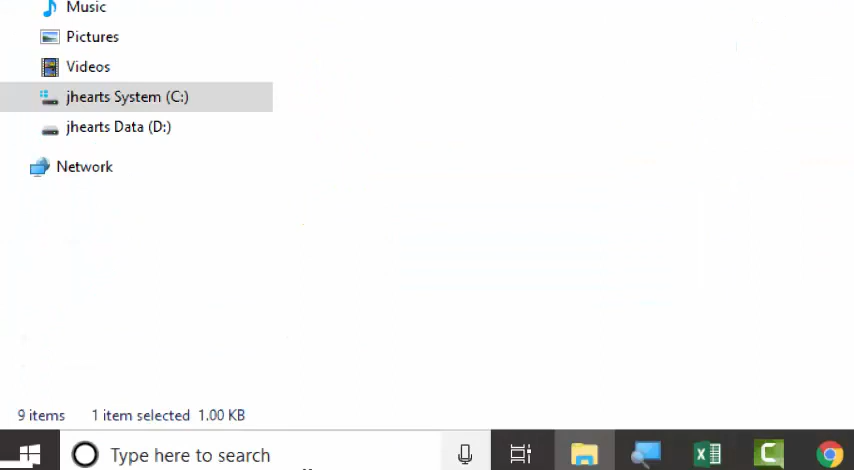 Music
Pictures
Videos
jhearts System (C:)
jhearts Data (D:)
Network
9 items 1 item selected 1.00 KB
Type here to search